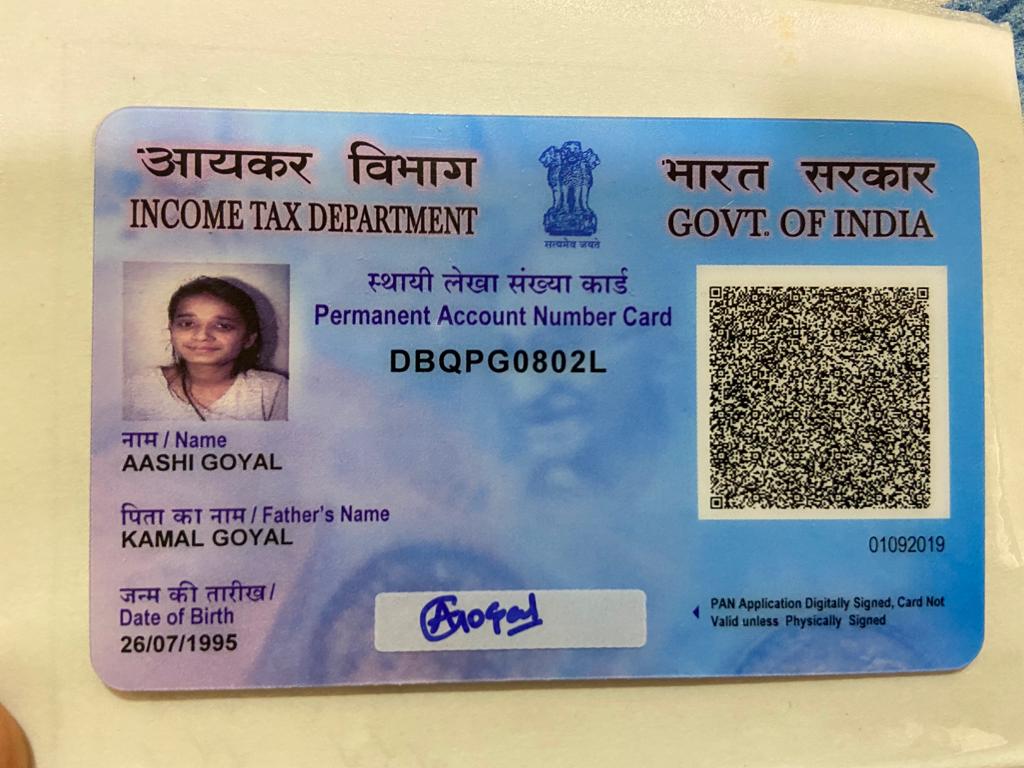 आयकर विभाग
INCOME TAX DEPARTMENT
सत्यमेव जयते
भारत सरकार
GOVT. OF INDIA
स्थायी लेखा संख्या कार्ड
Permanent Account Number Card
DBQPG0802L
नाम / Name
AASHI GOYAL
पिता का नाम / Father's Name
KAMAL GOYAL
01092019
जन्म की तारीख /
Date of Birth
26/07/1995
AGoyal
PAN Application Digitally Signed, Card Not
Valid unless Physically Signed